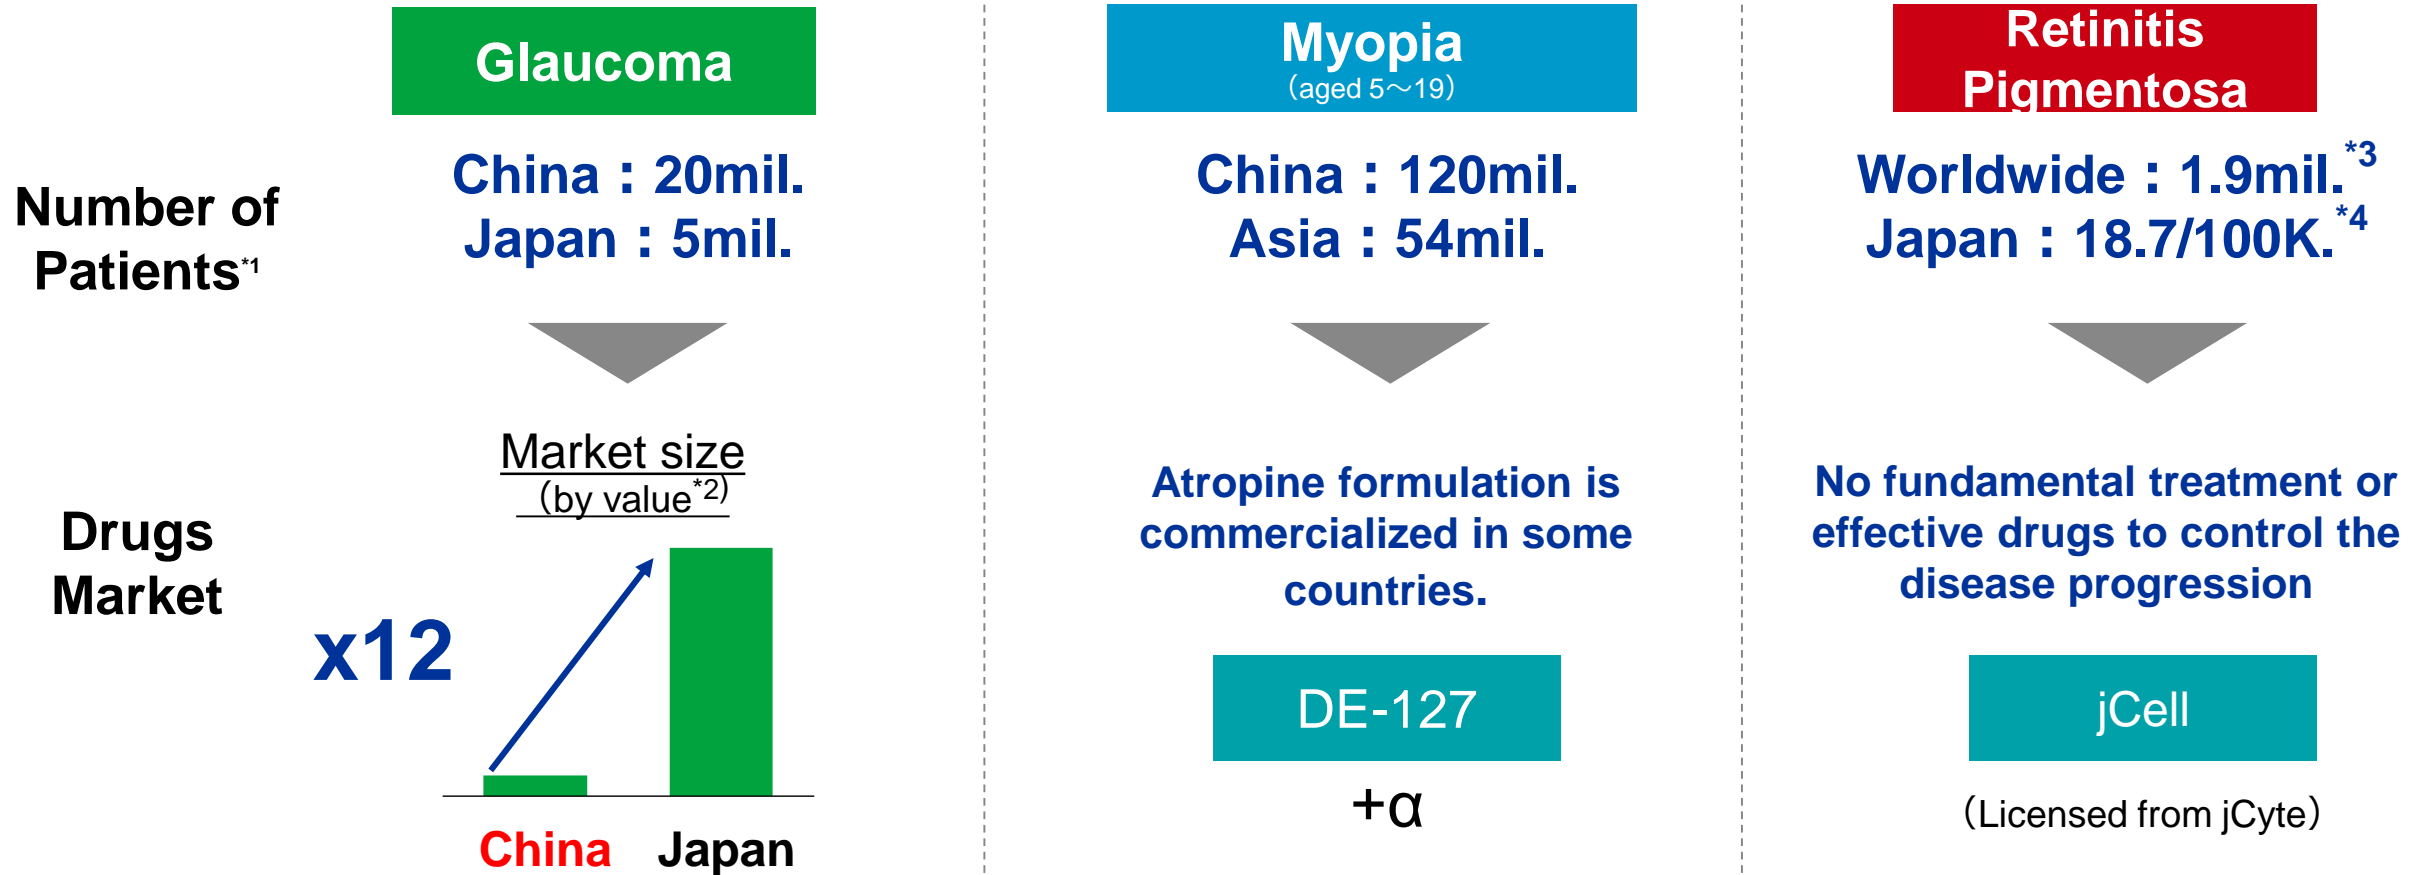 Glaucoma
Myopia
（aged 5～19）
Retinitis
Pigmentosa
Number of
Patients*1
China：20mil.
Japan：5mil.
China：120mil.
Asia：54mil.
Worldwide：1.9mil.*3
Japan：18.7/100K.*4
Drugs
Market
Market size
（by value*2）
x12
China Japan
Atropine formulation is
commercialized in some
countries.
DE-127
+α
No fundamental treatment or
effective drugs to control the
disease progression
jCell
（Licensed from jCyte）